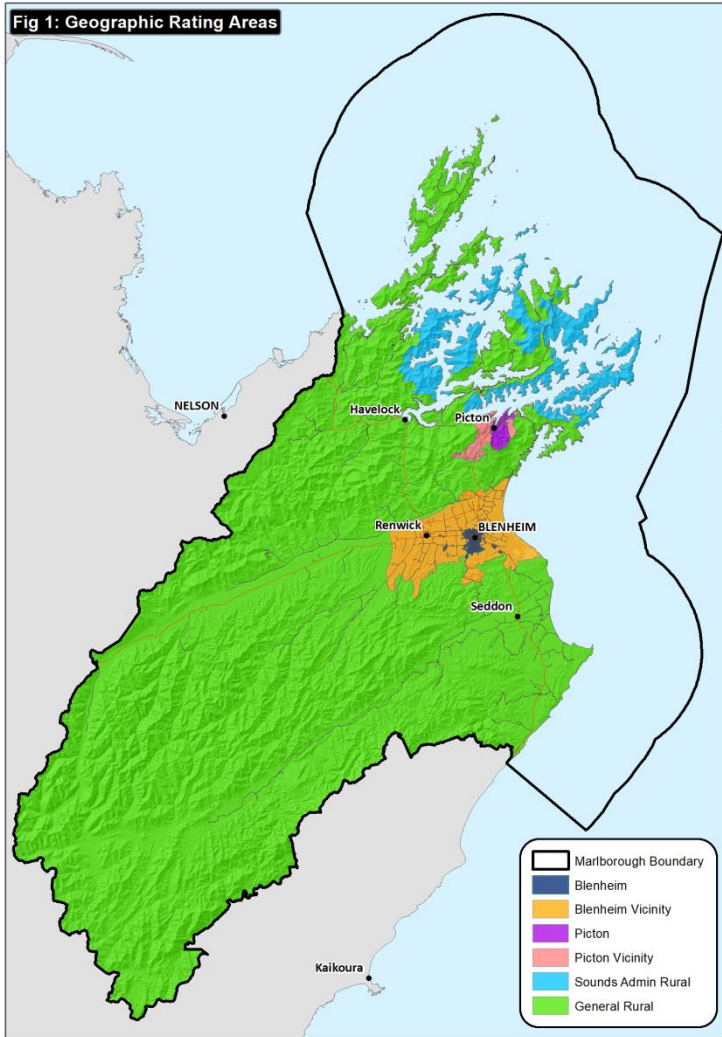 Fig 1: Geographic Rating Areas
NELSON
Havelock
Picton
Renwick
BLENHEIM
Seddon
Kaikoura
Marlborough Boundary
Blenheim
Blenheim Vicinity
Picton
Picton Vicinity
Sounds Admin Rural
General Rural